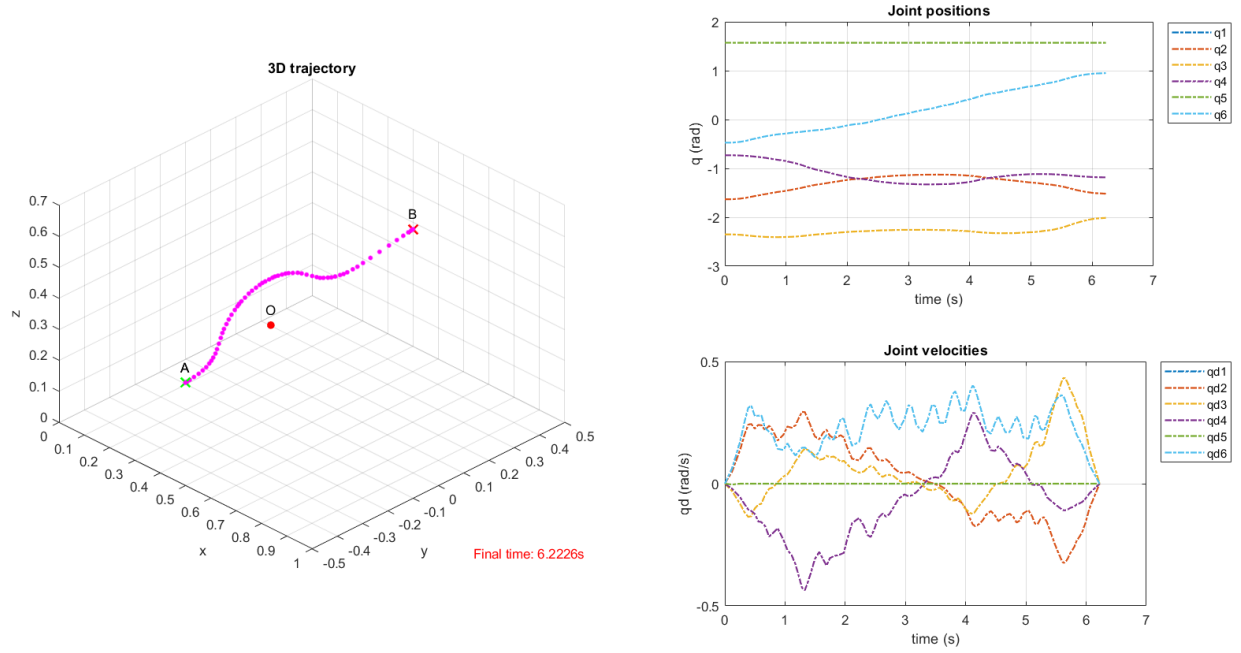 3D trajectory
0.7
0.6
0.5
0.4
0.3
0.2
0.1
0
z
0
0.1
0.2
0.3
0.4
0.5
0.6
0.7
0.8
0.9
1
x
-0.5
-0.4
-0.3
-0.2
-0.1
0
0.1
0.2
0.3
0.4
0.5
y
A
O
B
Final time: 6.2226s
Joint positions
2
1
0
-1
-2
-3
q (rad)
0 1 2 3 4 5 6 7
time (s)
q1
q2
q3
q4
q5
q6
Joint velocities
0.5
0
-0.5
qd (rad/s)
0 1 2 3 4 5 6 7
time (s)
qd1
qd2
qd3
qd4
qd5
qd6